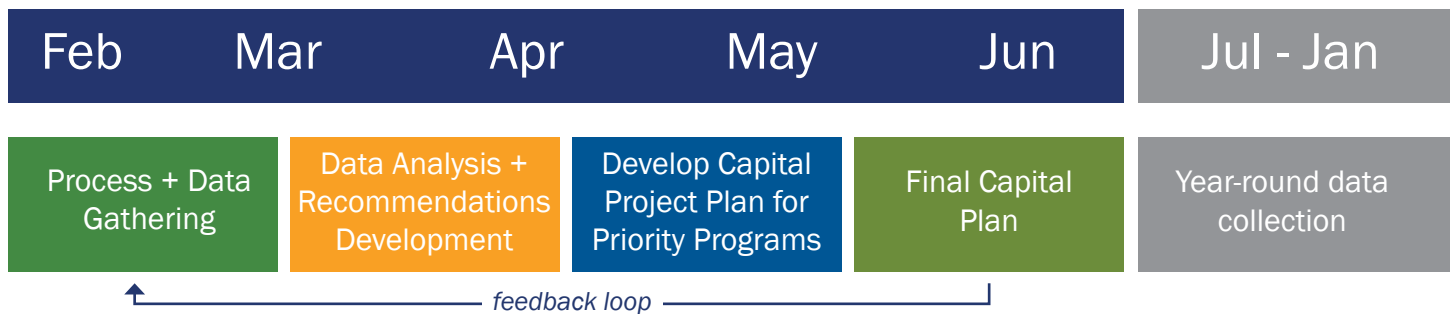 Feb Mar Apr May Jun Jul - Jan
Process + Data
Gathering
Data Analysis +
Recommendations
Development
Develop Capital
Project Plan for
Priority Programs
Final Capital
Plan
Year-round data
collection
feedback loop